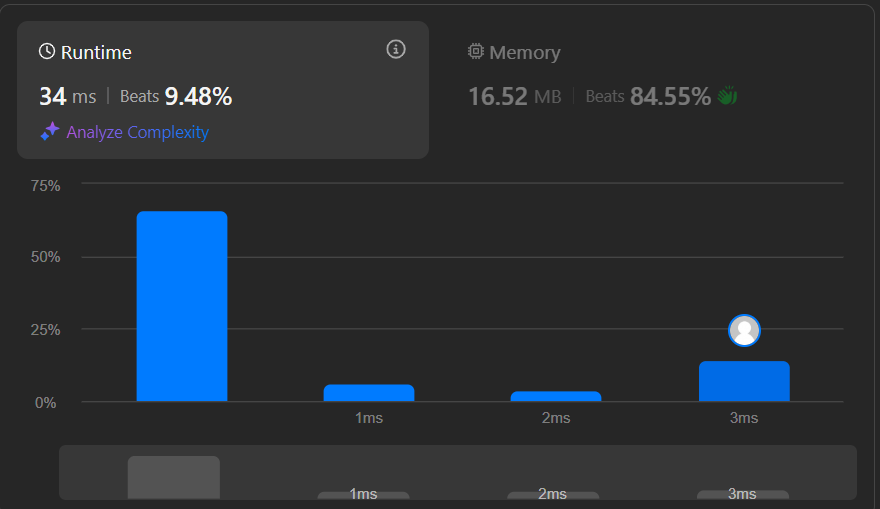 Runtime
34 ms | Beats 9.48%
Analyze Complexity
Memory
16.52 MB | Beats 84.55%
75%
50%
25%
0%
1ms 2ms 3ms
1ms 2ms 3ms